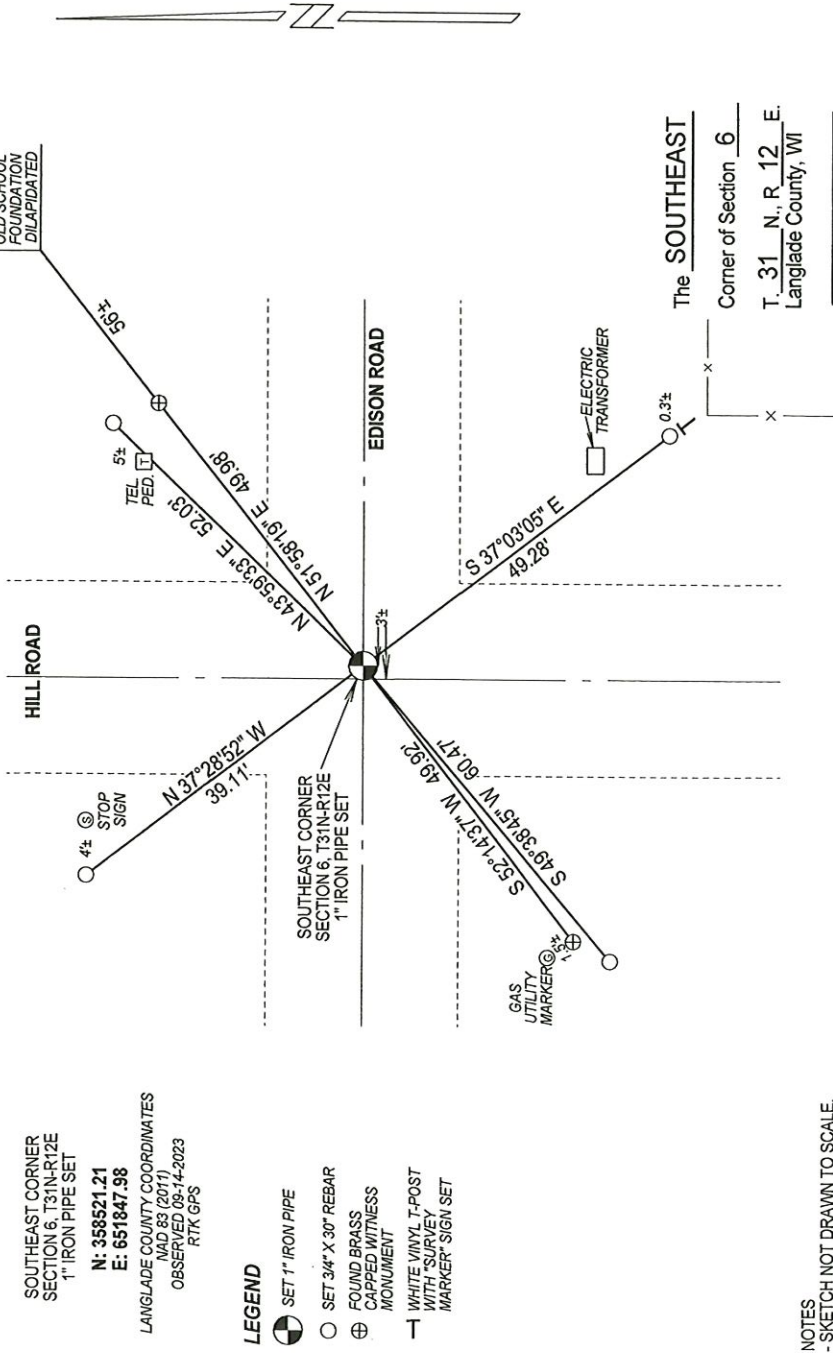 SOUTHEAST CORNER
SECTION 6, T31N-R12E
1" IRON PIPE SET
N: 358521.21
E: 651847.98
LANGLADE COUNTY COORDINATES
NAD 83 (2011)
OBSERVED 09-14-2023
RTK GPS
LEGEND
SET 1" IRON PIPE
SET 3/4" X 30" REBAR
FOUND BRASS
CAPPED WITNESS
MONUMENT
WHITE VINYL T-POST
WITH "SURVEY
MARKER" SIGN SET
NOTES
- SKETCH NOT DRAWN TO SCALE.
HILL ROAD
4'±
S
STOP
SIGN
N 37°28'52" W
39.11'
SOUTHEAST CORNER
SECTION 6, T31N-R12E
1" IRON PIPE SET
GAS
UTILITY
MARKER
G
1.5'±
S 52°14'37" W 49.92'
S 49°38'45" W 60.47'
3'±
N 43°59'33" E 52.03'
N 51°58'19" E 49.98'
TEL
PED.
T
5'±
56'±
OLD SCHOOL
FOUNDATION
DILAPIDATED
EDISON ROAD
S 37°03'05" E
49.28'
ELECTRIC
TRANSFORMER
0.3'±
X
X
N
The SOUTHEAST
Corner of Section 6
T. 31 N., R 12 E.
Langlade County, WI